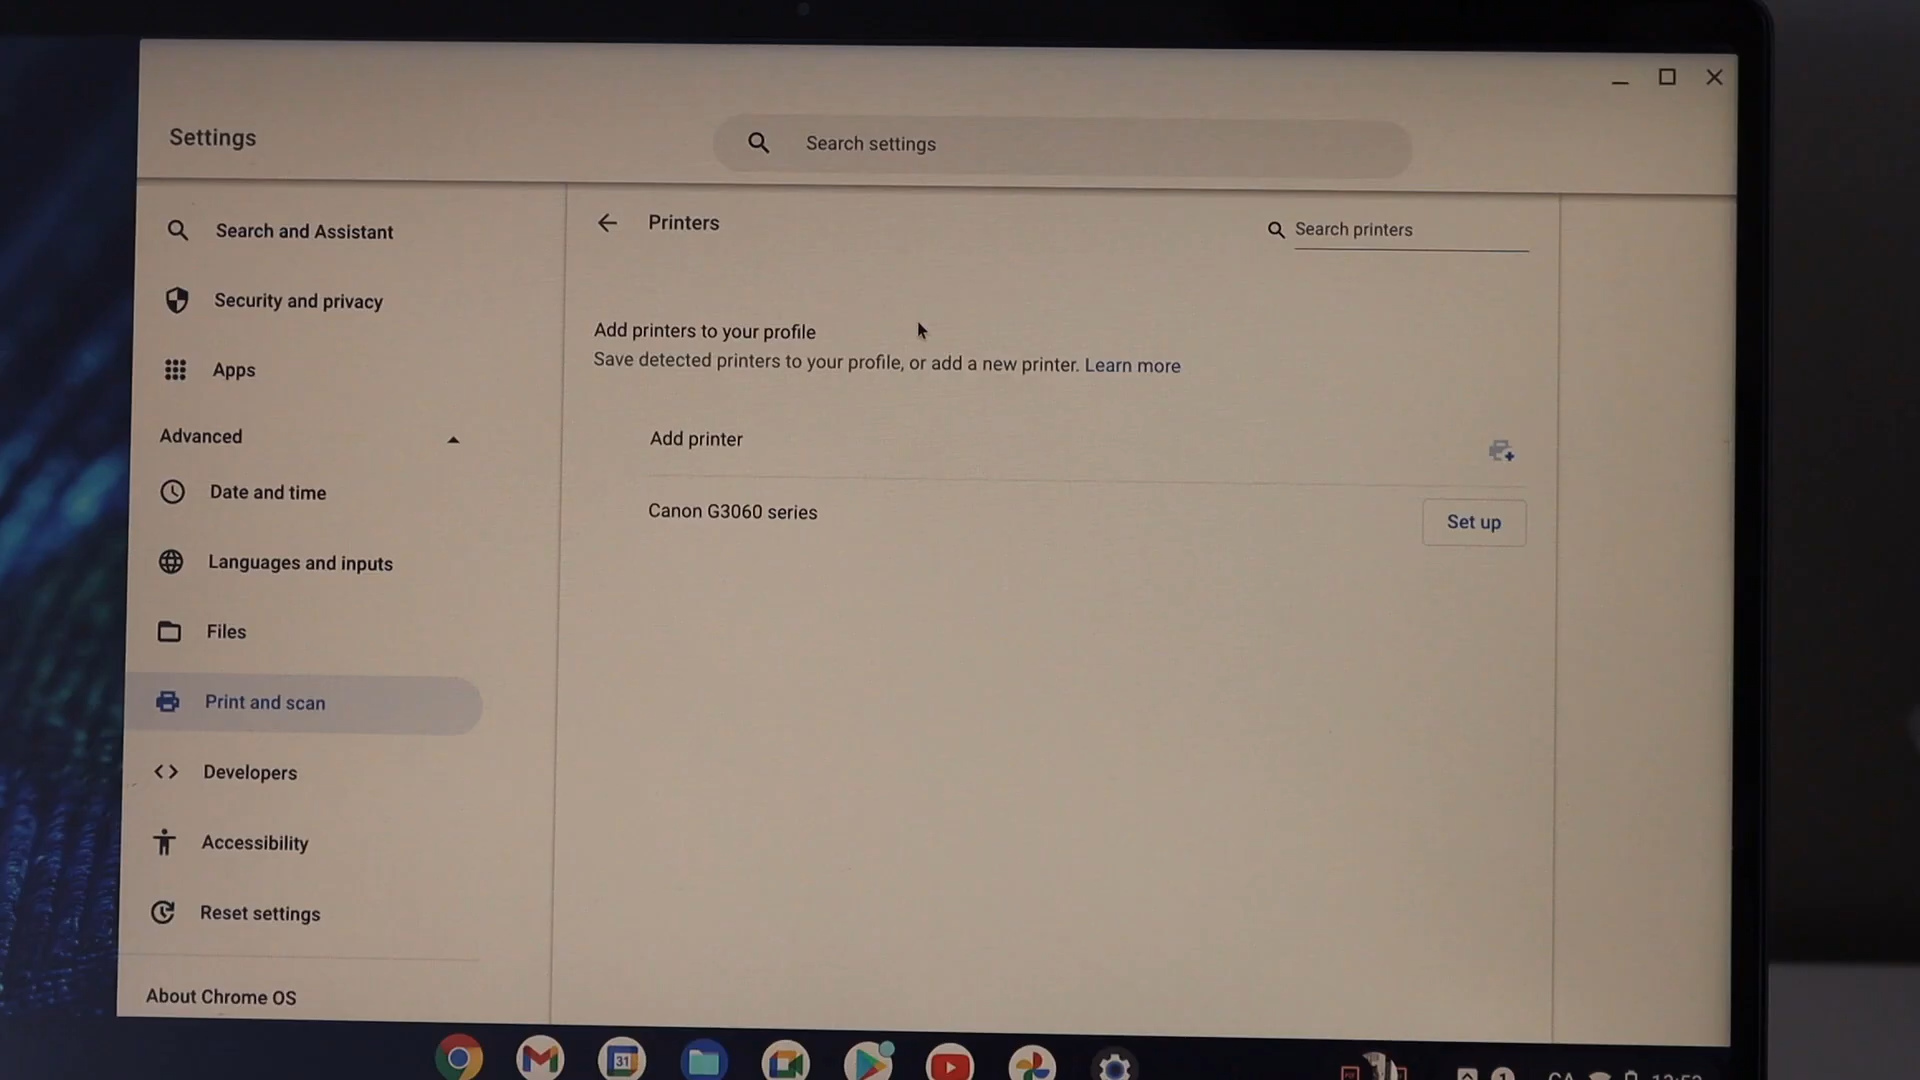 Settings
Search settings
Search and Assistant
Security and privacy
Apps
Advanced
Date and time
Languages and inputs
Files
Print and scan
Developers
Accessibility
Reset settings
About Chrome OS
Printers
Search printers
Add printers to your profile
Save detected printers to your profile, or add a new printer. Learn more
Add printer
Canon G3060 series
Set up
31
1